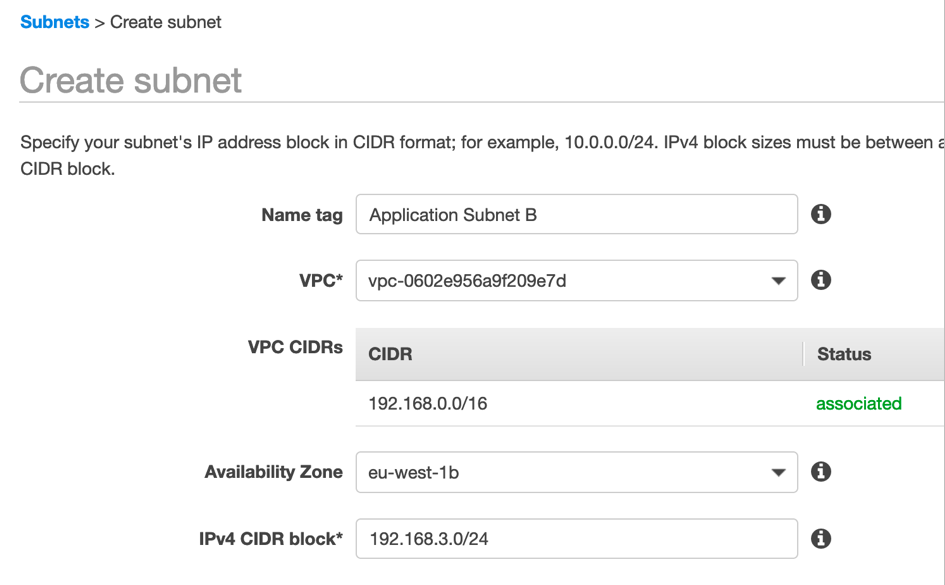 Subnets > Create subnet
Create subnet
Specify your subnet's IP address block in CIDR format; for example, 10.0.0.0/24. IPv4 block sizes must be between
CIDR block.
Name tag Application Subnet B
VPC* vpc-0602e956a9f209e7d
VPC CIDRs CIDR Status
192.168.0.0/16 associated
Availability Zone eu-west-1b
IPv4 CIDR block* 192.168.3.0/24